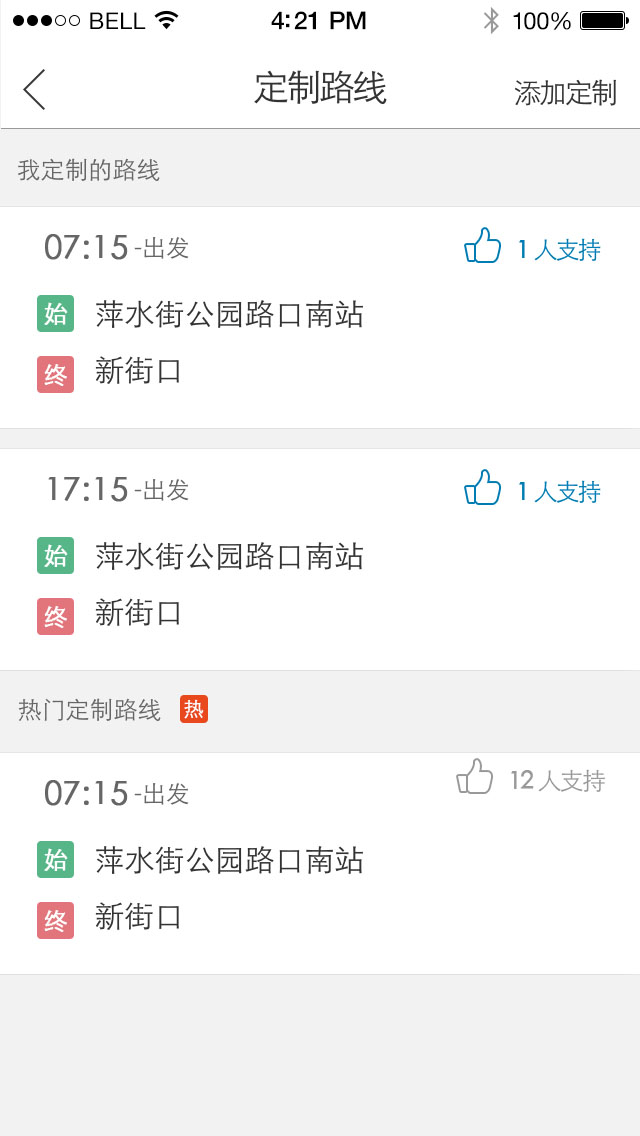 BELL 4:21 PM 100%
定制路线 添加定制
我定制的路线
07:15 -出发 1 人支持
始 萍水街公园路口南站
终 新街口
17:15 -出发 1 人支持
始 萍水街公园路口南站
终 新街口
热门定制路线 热
07:15 -出发 12 人支持
始 萍水街公园路口南站
终 新街口